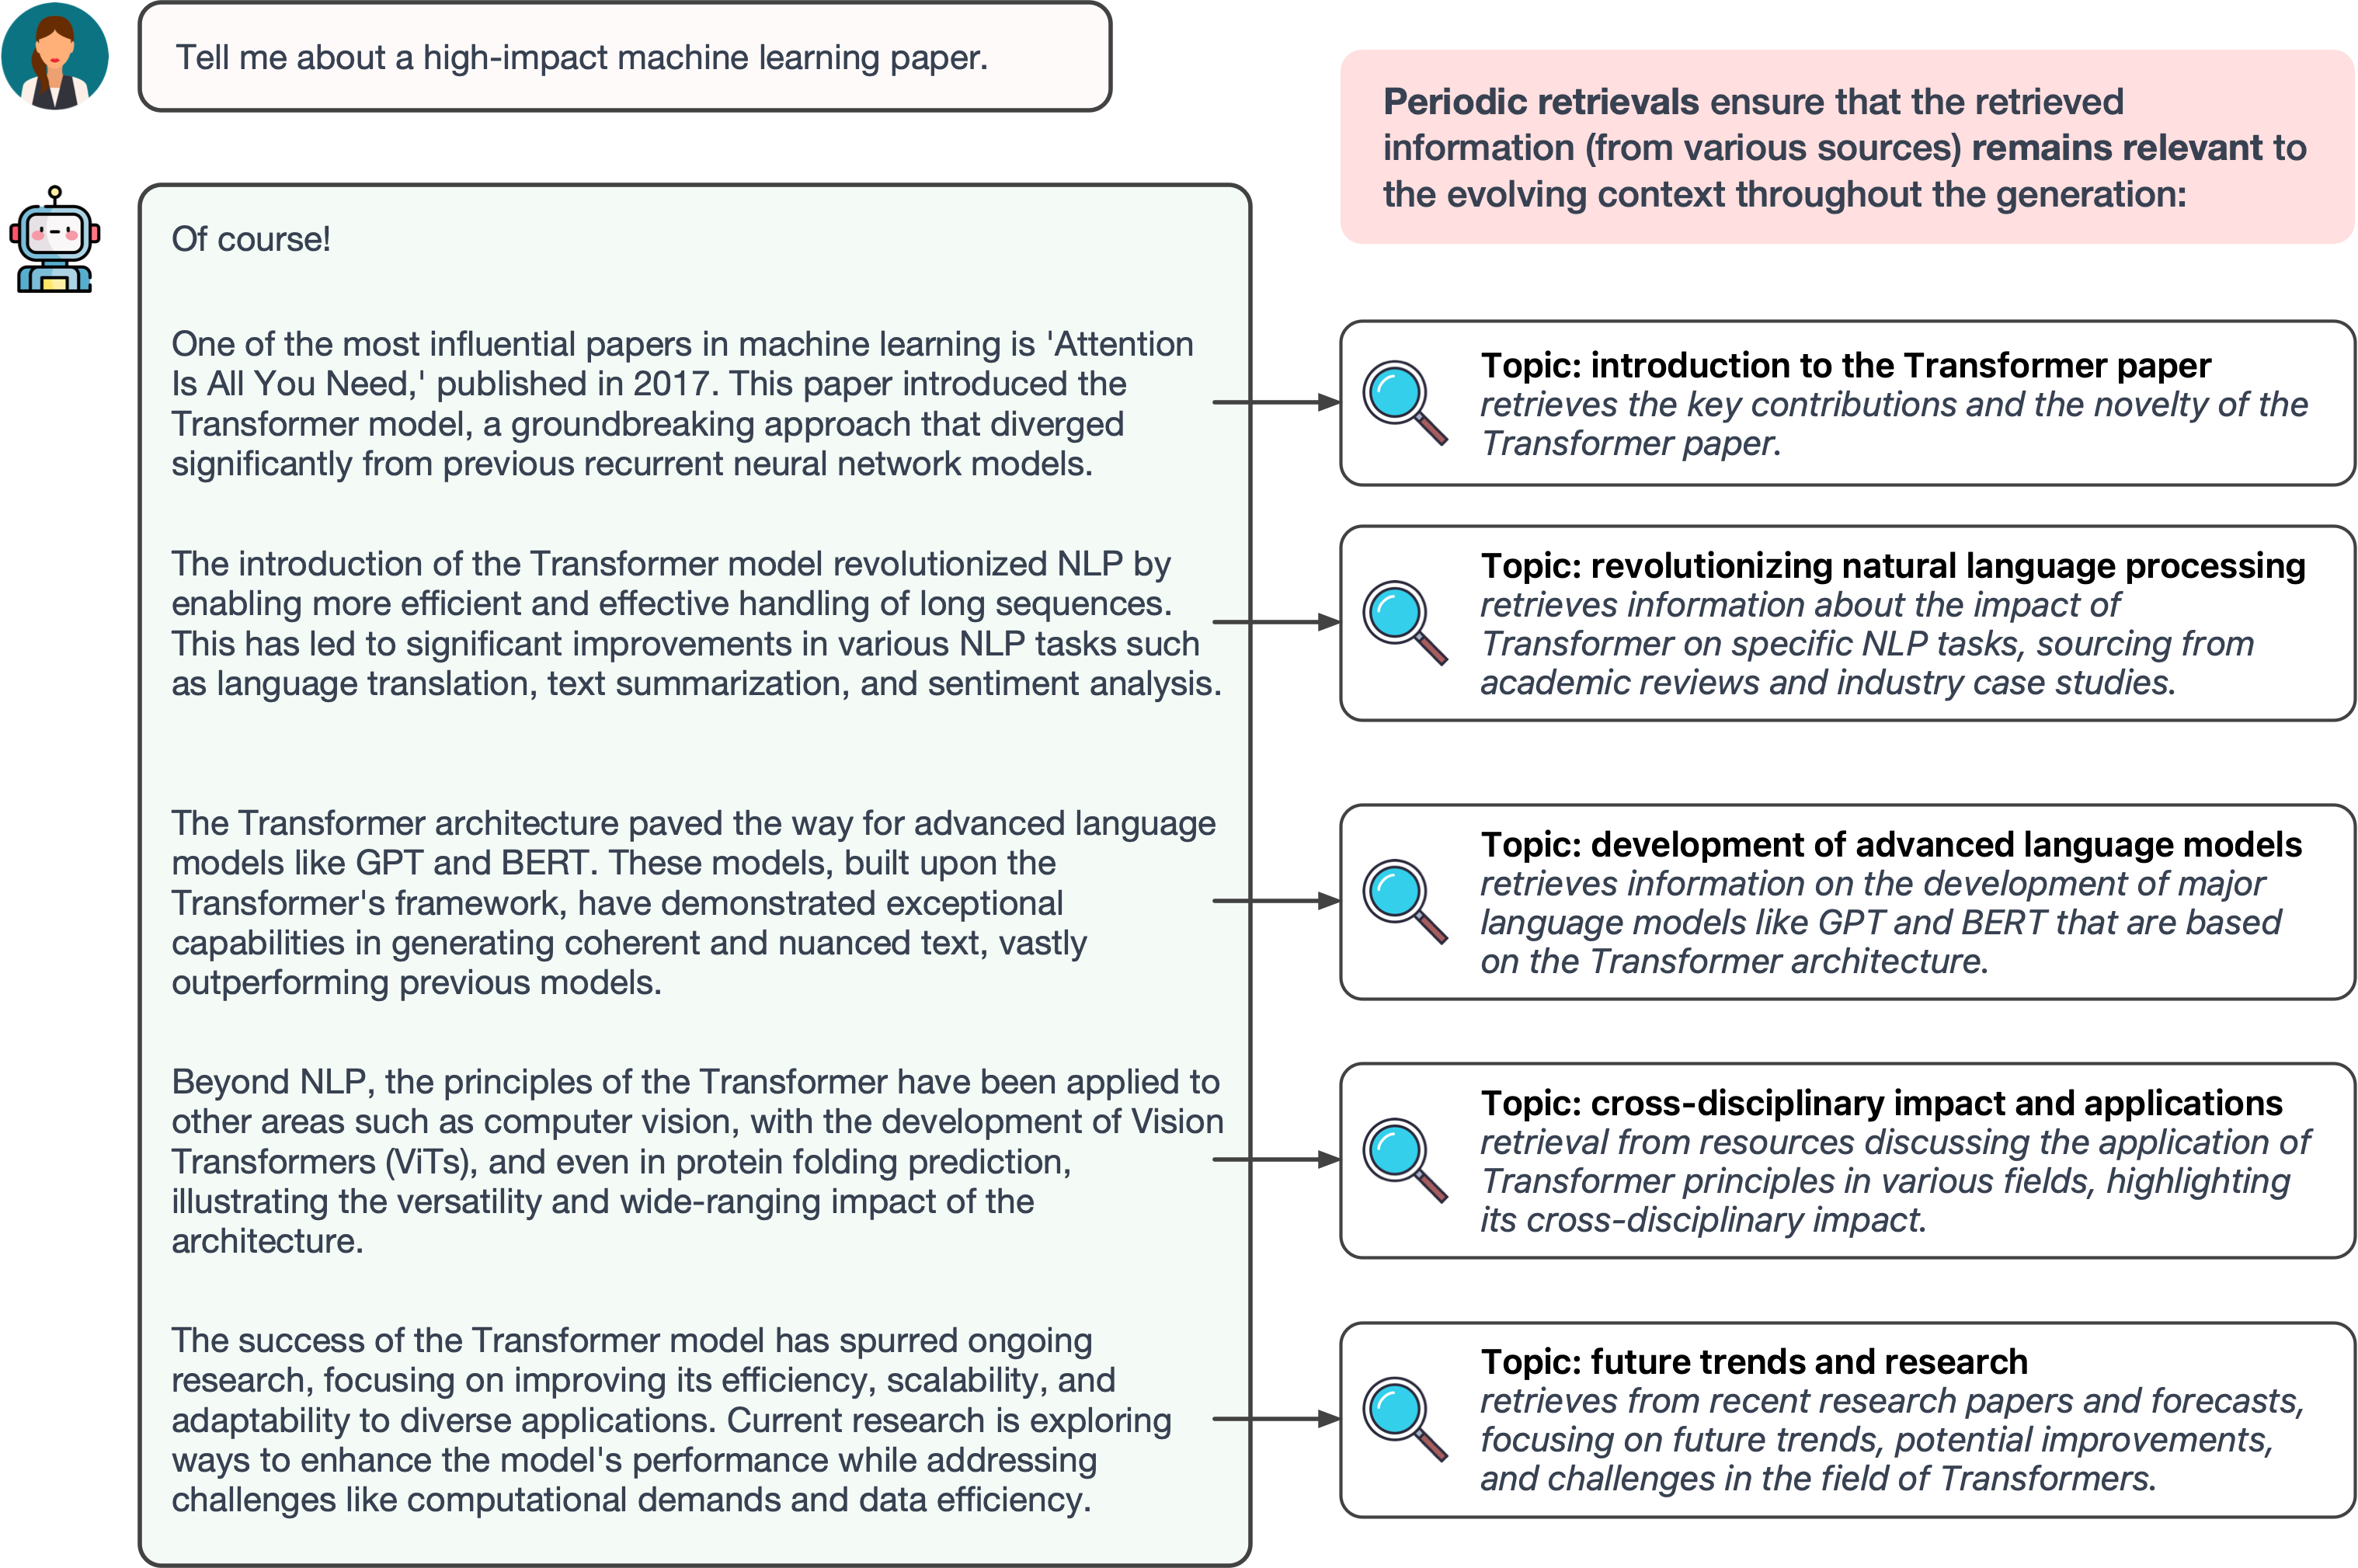 Tell me about a high-impact machine learning paper.
Periodic retrievals ensure that the retrieved
information (from various sources) remains relevant to
the evolving context throughout the generation:
Of course!
One of the most influential papers in machine learning is 'Attention
Is All You Need,' published in 2017. This paper introduced the
Transformer model, a groundbreaking approach that diverged
significantly from previous recurrent neural network models.
Topic: introduction to the Transformer paper
retrieves the key contributions and the novelty of the
Transformer paper.
The introduction of the Transformer model revolutionized NLP by
enabling more efficient and effective handling of long sequences.
This has led to significant improvements in various NLP tasks such
as language translation, text summarization, and sentiment analysis.
Topic: revolutionizing natural language processing
retrieves information about the impact of
Transformer on specific NLP tasks, sourcing from
academic reviews and industry case studies.
The Transformer architecture paved the way for advanced language
models like GPT and BERT. These models, built upon the
Transformer's framework, have demonstrated exceptional
capabilities in generating coherent and nuanced text, vastly
outperforming previous models.
Topic: development of advanced language models
retrieves information on the development of major
language models like GPT and BERT that are based
on the Transformer architecture.
Beyond NLP, the principles of the Transformer have been applied to
other areas such as computer vision, with the development of Vision
Transformers (ViTs), and even in protein folding prediction,
illustrating the versatility and wide-ranging impact of the
architecture.
Topic: cross-disciplinary impact and applications
retrieval from resources discussing the application of
Transformer principles in various fields, highlighting
its cross-disciplinary impact.
The success of the Transformer model has spurred ongoing
research, focusing on improving its efficiency, scalability, and
adaptability to diverse applications. Current research is exploring
ways to enhance the model's performance while addressing
challenges like computational demands and data efficiency.
Topic: future trends and research
retrieves from recent research papers and forecasts,
focusing on future trends, potential improvements,
and challenges in the field of Transformers.